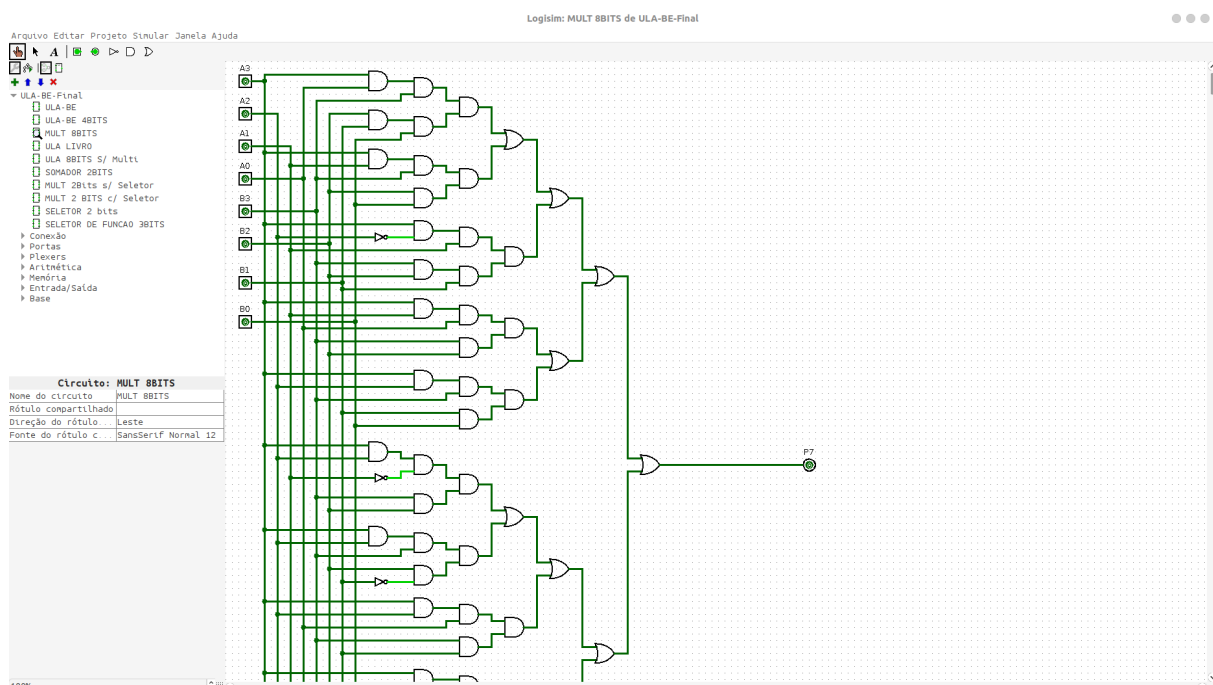 Logisim: MULT 8BITS de ULA-BE-Final
Arquivo Editar Projeto Simular Janela Ajuda
A
ULA-BE-Final
ULA-BE
ULA-BE 4BITS
MULT 8BITS
ULA LIVRO
ULA 8BITS S/ Multi
SOMADOR 2BITS
MULT 2Bits s/ Seletor
MULT 2 BITS c/ Seletor
SELETOR 2 bits
SELETOR DE FUNCAO 3BITS
Conexão
Portas
Plexers
Aritmética
Memória
Entrada/Saída
Base
Circuito: MULT 8BITS
Nome do circuito MULT 8BITS
Rótulo compartilhado
Direção do rótulo... Leste
Fonte do rótulo c... SansSerif Normal 12
A3
A2
A1
A0
B3
B2
B1
B0
P7